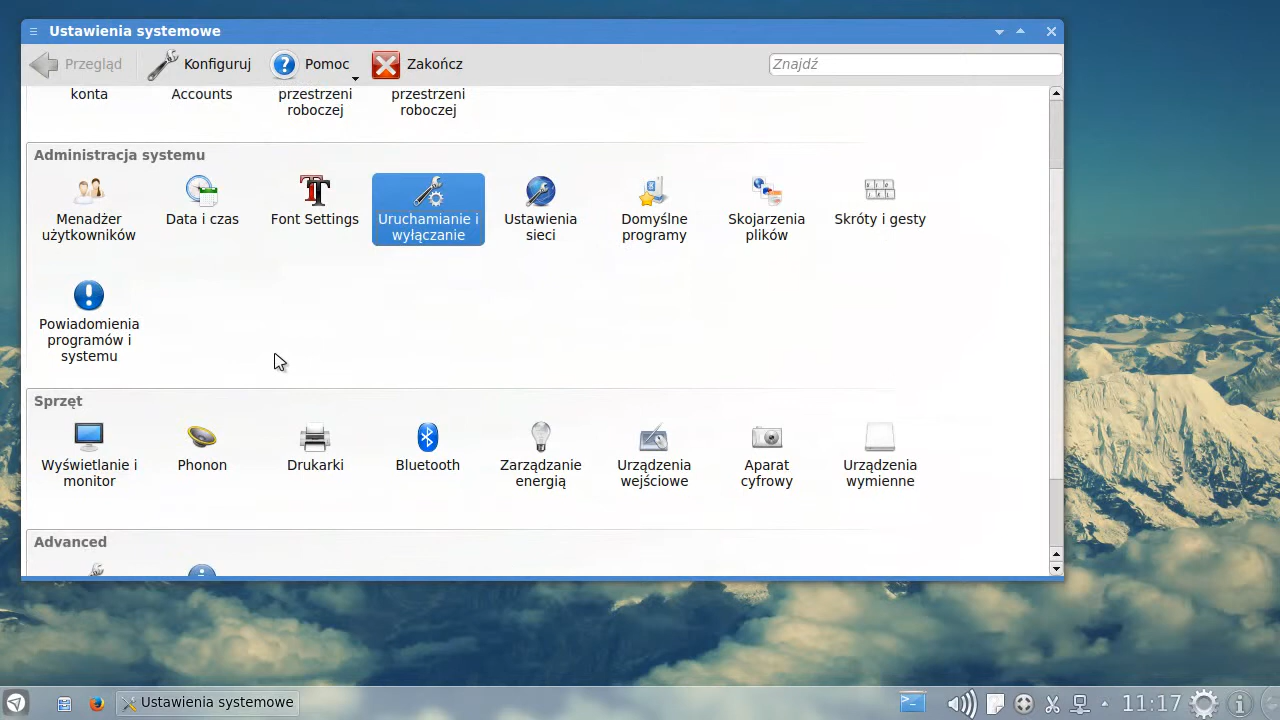 Ustawienia systemowe
Przegląd Konfiguruj Pomoc Zakończ Znajdź
konta
Accounts
przestrzeni
roboczej
przestrzeni
roboczej
Administracja systemu
Menadżer
użytkowników
Data i czas
Font Settings
Uruchamianie i
wyłączanie
Ustawienia
sieci
Domyślne
programy
Skojarzenia
plików
Skróty i gesty
Powiadomienia
programów i
systemu
Sprzęt
Wyświetlanie i
monitor
Phonon
Drukarki
Bluetooth
Zarządzanie
energią
Urządzenia
wejściowe
Aparat
cyfrowy
Urządzenia
wymienne
Advanced
Ustawienia systemowe 11:17